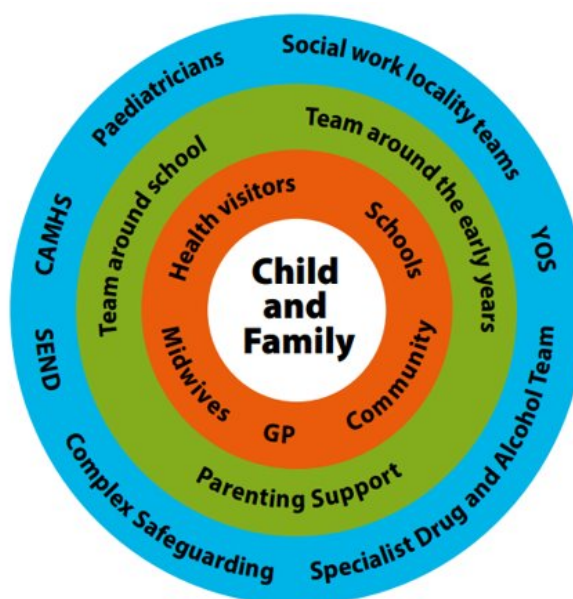 Child
and
Family
Health visitors
Schools
Community
GP
Midwives
Team around school
Team around the early years
Parenting Support
Paediatricians
Social work locality teams
YOS
Specialist Drug and Alcohol Team
Complex Safeguarding
SEND
CAMHS